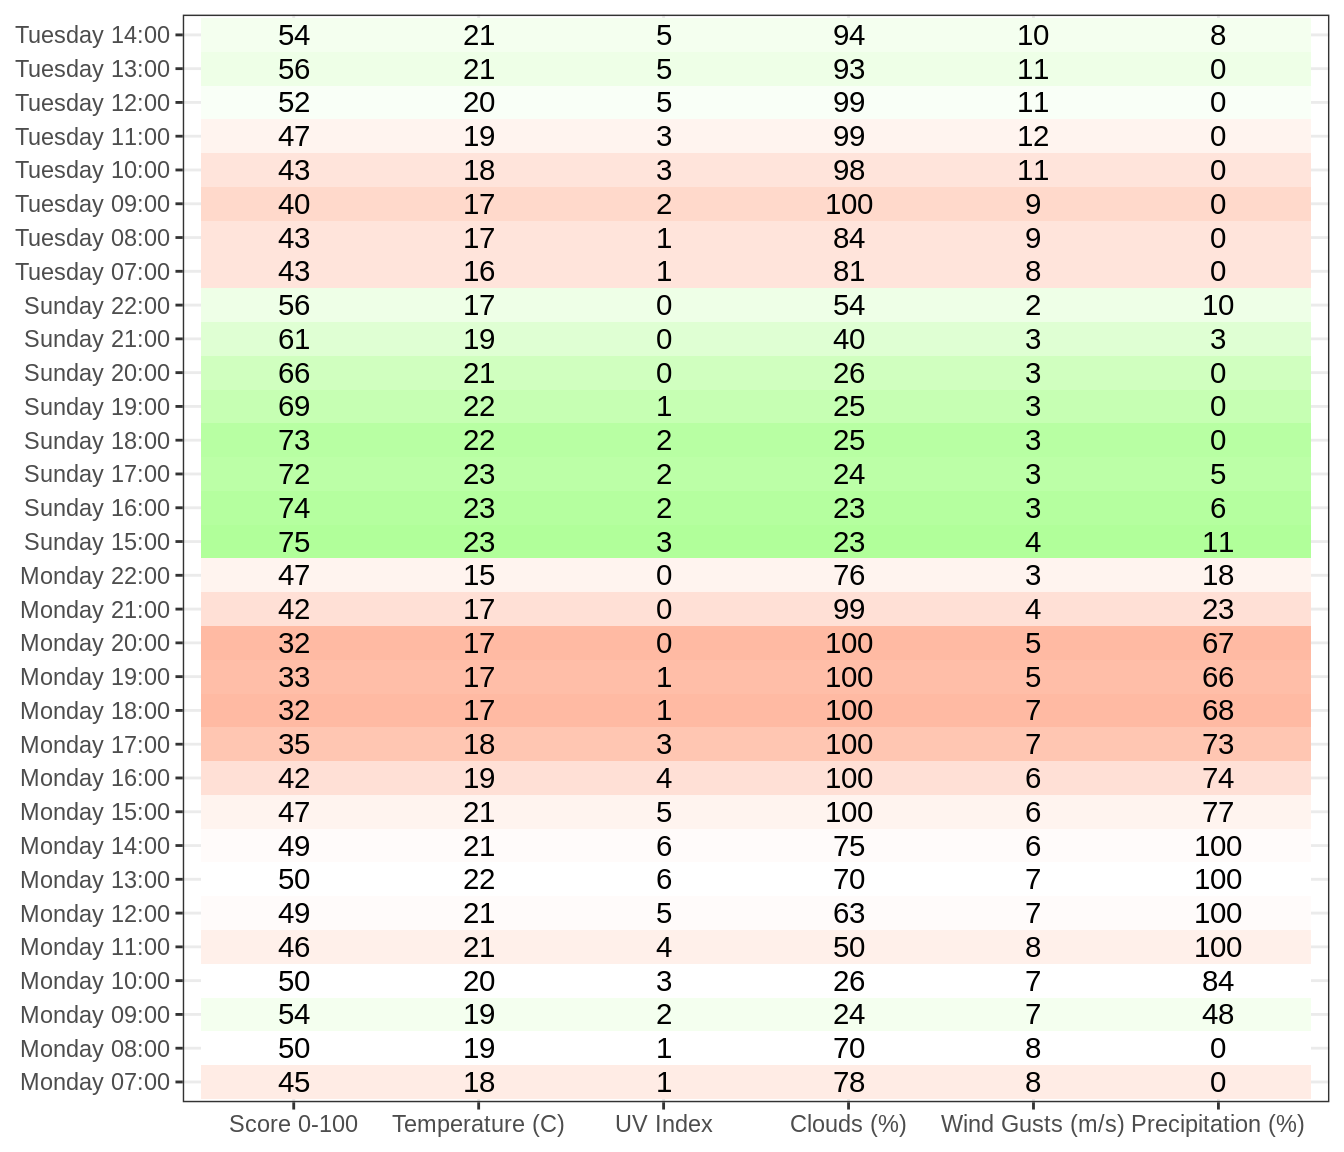 Tuesday 14:00 54 21 5 94 10 8
Tuesday 13:00 56 21 5 93 11 0
Tuesday 12:00 52 20 5 99 11 0
Tuesday 11:00 47 19 3 99 12 0
Tuesday 10:00 43 18 3 98 11 0
Tuesday 09:00 40 17 2 100 9 0
Tuesday 08:00 43 17 1 84 9 0
Tuesday 07:00 43 16 1 81 8 0
Sunday 22:00 56 17 0 54 2 10
Sunday 21:00 61 19 0 40 3 3
Sunday 20:00 66 21 0 26 3 0
Sunday 19:00 69 22 1 25 3 0
Sunday 18:00 73 22 2 25 3 0
Sunday 17:00 72 23 2 24 3 5
Sunday 16:00 74 23 2 23 3 6
Sunday 15:00 75 23 3 23 4 11
Monday 22:00 47 15 0 76 3 18
Monday 21:00 42 17 0 99 4 23
Monday 20:00 32 17 0 100 5 67
Monday 19:00 33 17 1 100 5 66
Monday 18:00 32 17 1 100 7 68
Monday 17:00 35 18 3 100 7 73
Monday 16:00 42 19 4 100 6 74
Monday 15:00 47 21 5 100 6 77
Monday 14:00 49 21 6 75 6 100
Monday 13:00 50 22 6 70 7 100
Monday 12:00 49 21 5 63 7 100
Monday 11:00 46 21 4 50 8 100
Monday 10:00 50 20 3 26 7 84
Monday 09:00 54 19 2 24 7 48
Monday 08:00 50 19 1 70 8 0
Monday 07:00 45 18 1 78 8 0
Score 0-100 Temperature (C) UV Index Clouds (%) Wind Gusts (m/s) Precipitation (%)